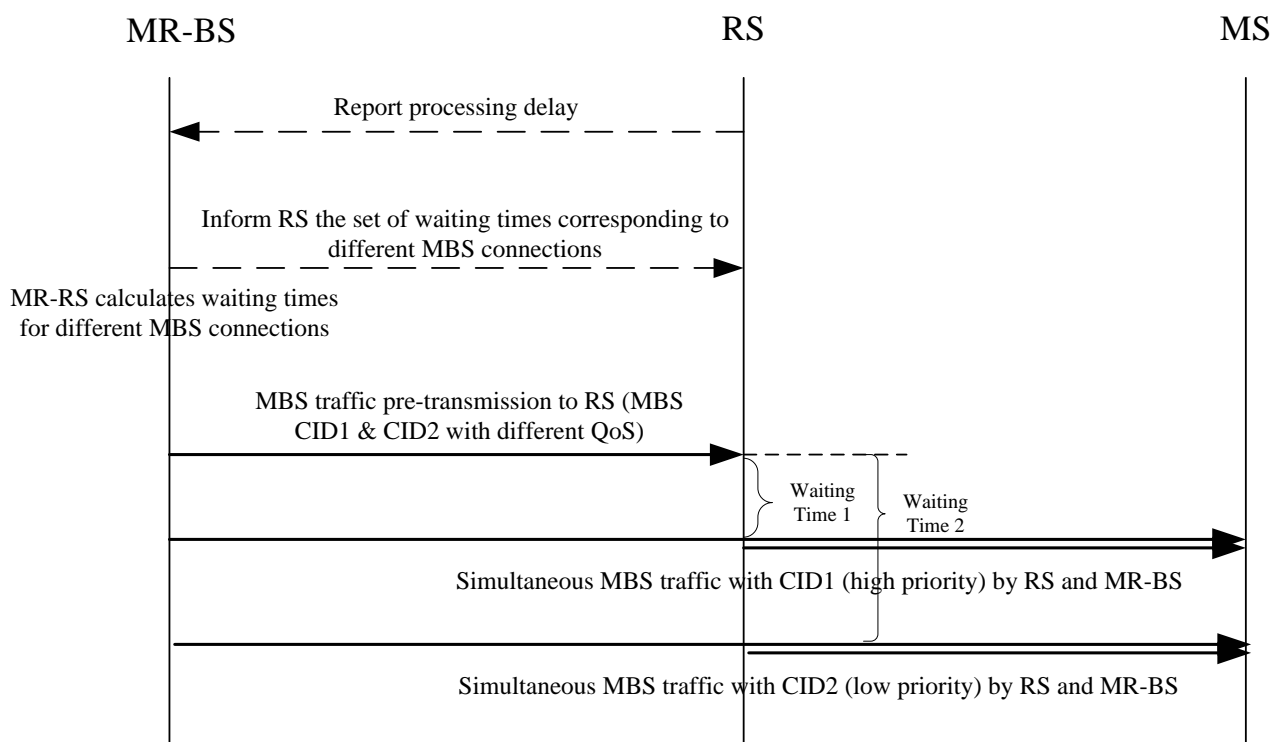 MR-BS
RS
MS
Report processing delay
Inform RS the set of waiting times corresponding to
different MBS connections
MR-RS calculates waiting times
for different MBS connections
MBS traffic pre-transmission to RS (MBS
CID1 & CID2 with different QoS)
Waiting
Time 1
Waiting
Time 2
Simultaneous MBS traffic with CID1 (high priority) by RS and MR-BS
Simultaneous MBS traffic with CID2 (low priority) by RS and MR-BS